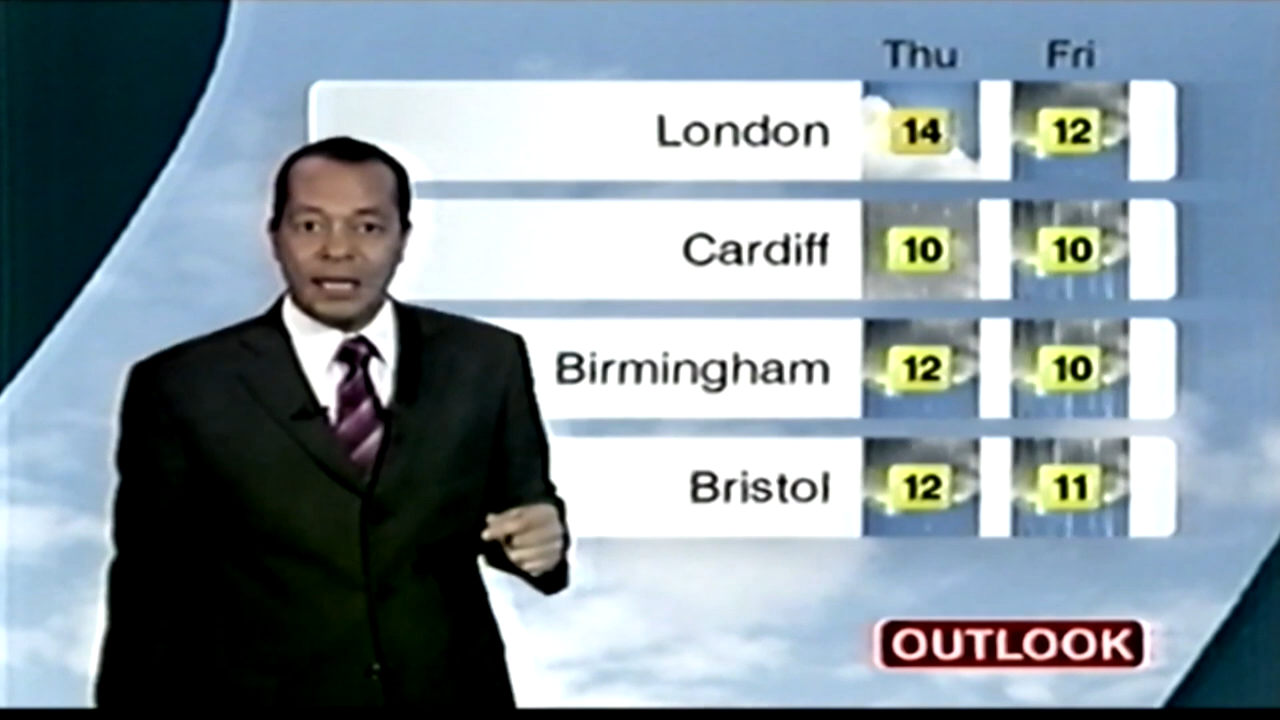 Thu Fri
London 14 12
Cardiff 10 10
Birmingham 12 10
Bristol 12 11
OUTLOOK